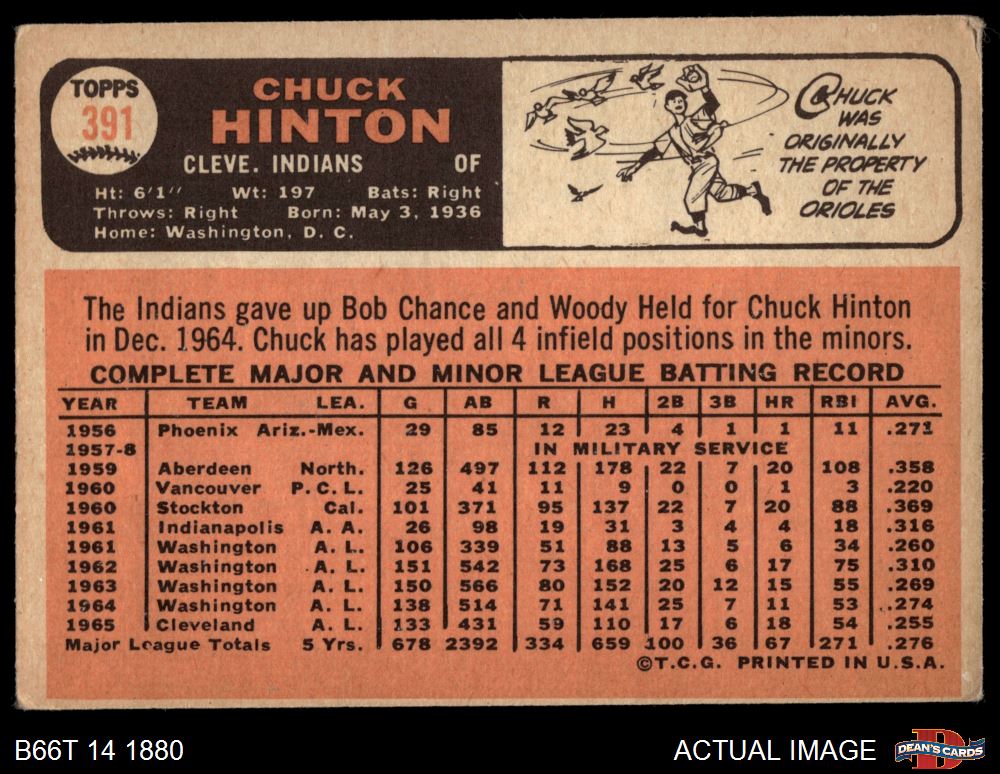 TOPPS
391
CHUCK
HINTON
CLEVE. INDIANS OF
Ht: 6'1" Wt: 197 Bats: Right
Throws: Right Born: May 3, 1936
Home: Washington, D. C.
CHUCK
WAS
ORIGINALLY
THE PROPERTY
OF THE
ORIOLES
The Indians gave up Bob Chance and Woody Held for Chuck Hinton
in Dec. 1964. Chuck has played all 4 infield positions in the minors.
COMPLETE MAJOR AND MINOR LEAGUE BATTING RECORD
YEAR TEAM LEA. G AB R H 2B 3B HR RBI AVG.
1956 Phoenix Ariz.-Mex. 29 85 12 23 4 1 1 11 .271
1957-8 IN MILITARY SERVICE
1959 Aberdeen North. 126 497 112 178 22 7 20 108 .358
1960 Vancouver P.C.L. 25 41 11 9 0 0 1 3 .220
1960 Stockton Cal. 101 371 95 137 22 7 20 88 .369
1961 Indianapolis A. A. 26 98 19 31 3 4 4 18 .316
1961 Washington A. L. 106 339 51 88 13 5 6 34 .260
1962 Washington A. L. 151 542 73 168 25 6 17 75 .310
1963 Washington A. L. 150 566 80 152 20 12 15 55 .269
1964 Washington A. L. 138 514 71 141 25 7 11 53 .274
1965 Cleveland A. L. 133 431 59 110 17 6 18 54 .255
Major League Totals 5 Yrs. 678 2392 334 659 100 36 67 271 .276
©T.C.G. PRINTED IN U.S.A.
B66T 14 1880 ACTUAL IMAGE DEAN'S CARDS